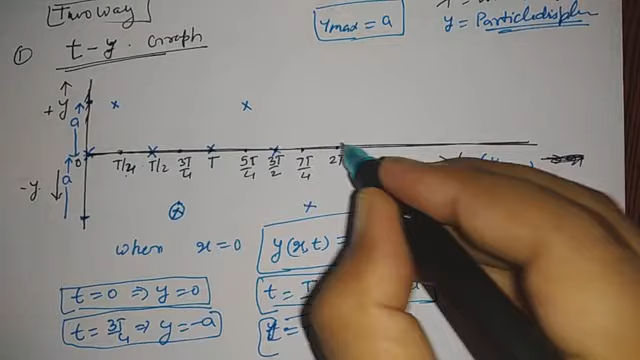 Two way
① t - y . Graph
Ymax = a
y = Particle displ
+ y →
a
0 T/4 T/2 3T/4 T 5T/4 3T/2 7T/4 2T
- y
a
when x = 0
y(x t) =
t = 0 ⇒ y = 0
t = 3T/4 ⇒ y = -a
t =